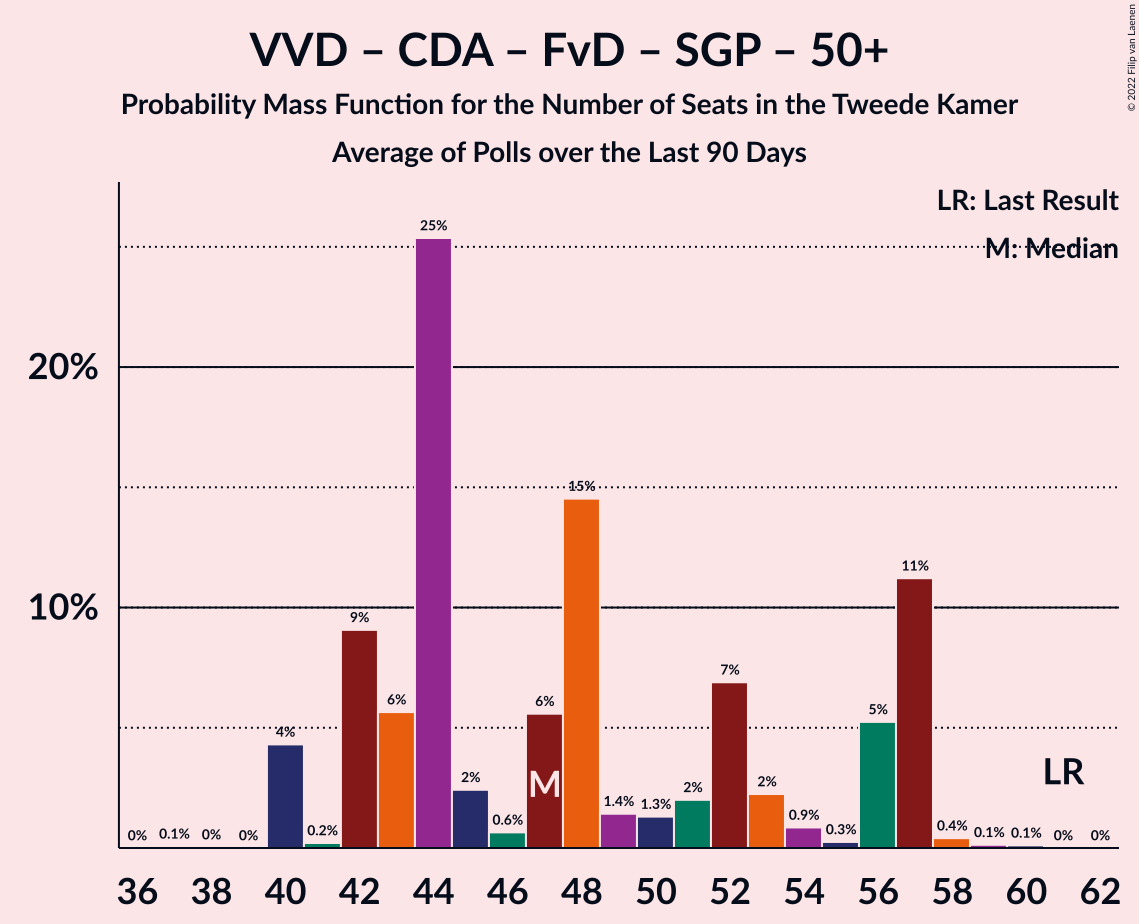 VVD – CDA – FvD – SGP – 50+
Probability Mass Function for the Number of Seats in the Tweede Kamer
Average of Polls over the Last 90 Days
© 2022 Filip van Laenen
LR: Last Result
M: Median
20%
10%
0% 0.1% 0% 0% 4% 0.2% 9% 6% 25% 2% 0.6% 6% 15% 1.4% 1.3% 2% 7% 2% 0.9% 0.3% 5% 11% 0.4% 0.1% 0.1% 0% 0%
M
LR
36 38 40 42 44 46 48 50 52 54 56 58 60 62